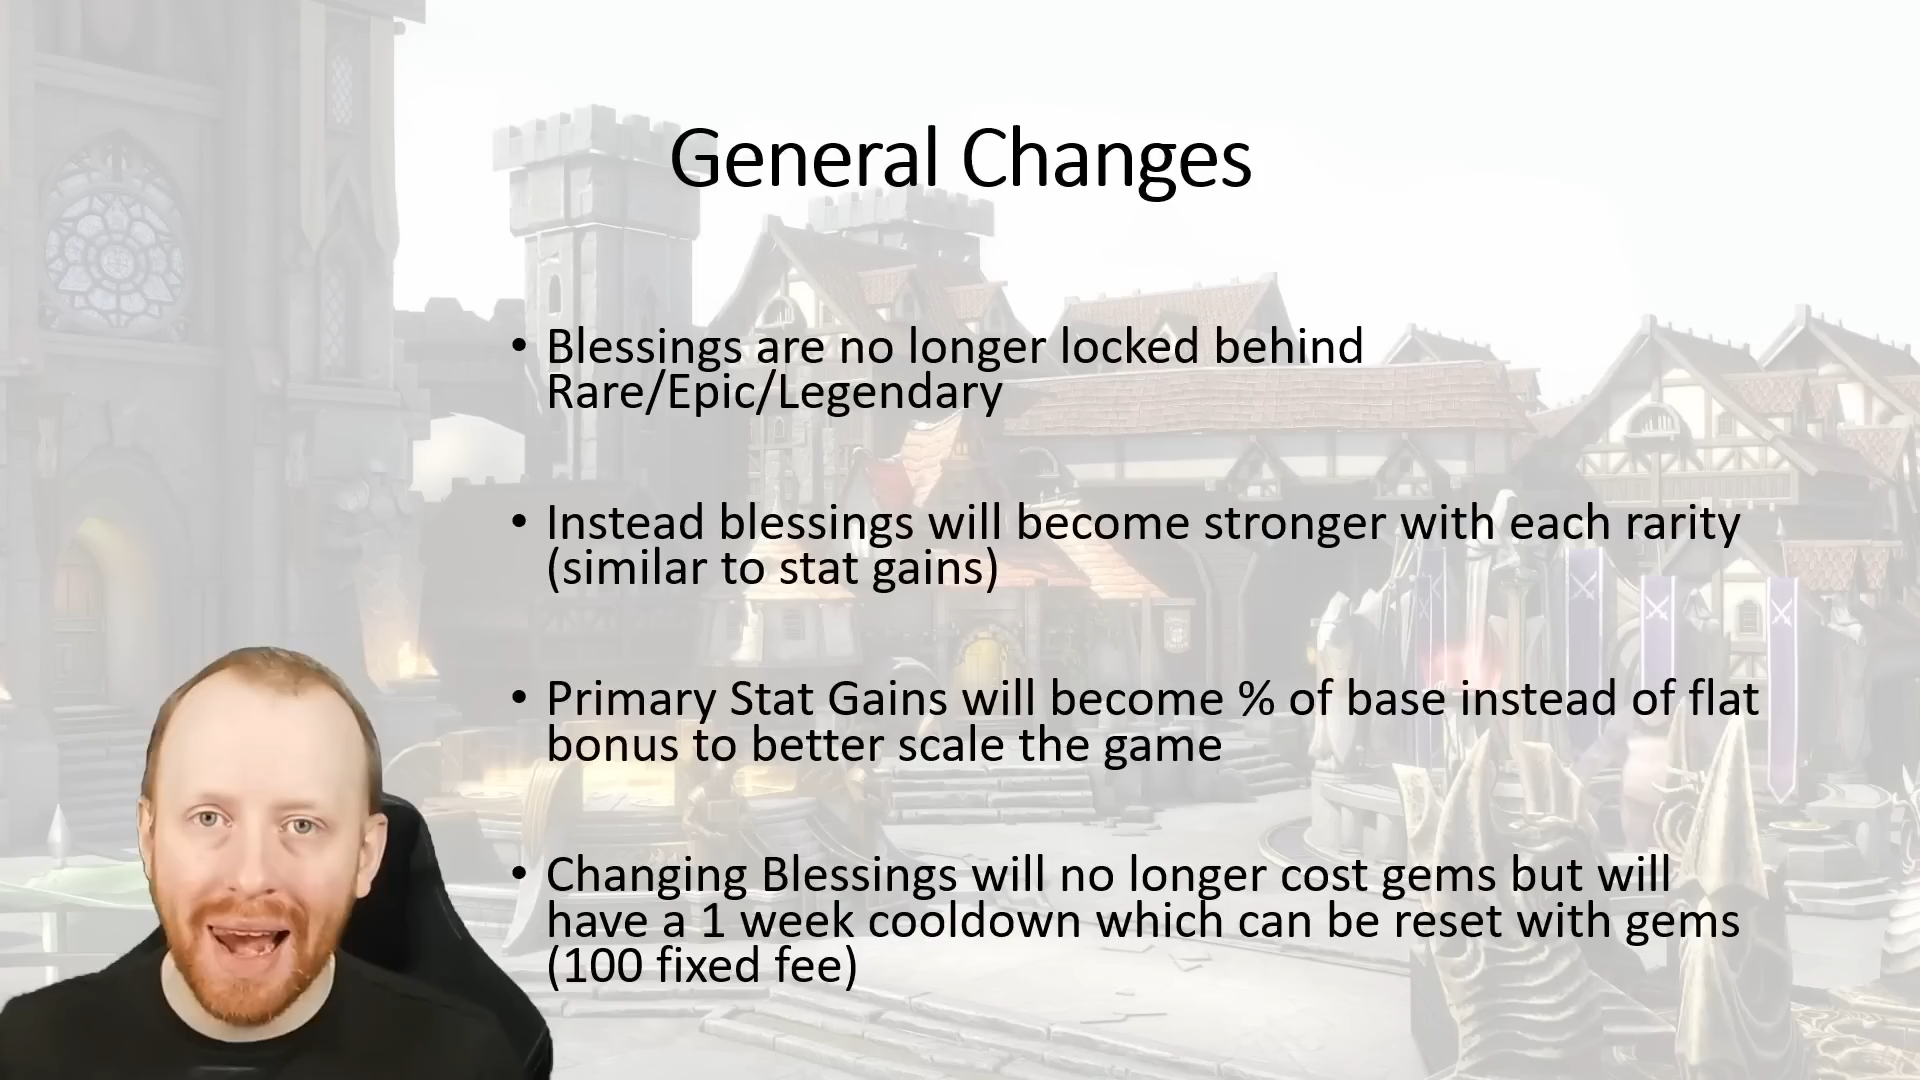 General Changes
• Blessings are no longer locked behind
Rare/Epic/Legendary
• Instead blessings will become stronger with each rarity
(similar to stat gains)
• Primary Stat Gains will become % of base instead of flat
bonus to better scale the game
• Changing Blessings will no longer cost gems but will
have a 1 week cooldown which can be reset with gems
(100 fixed fee)